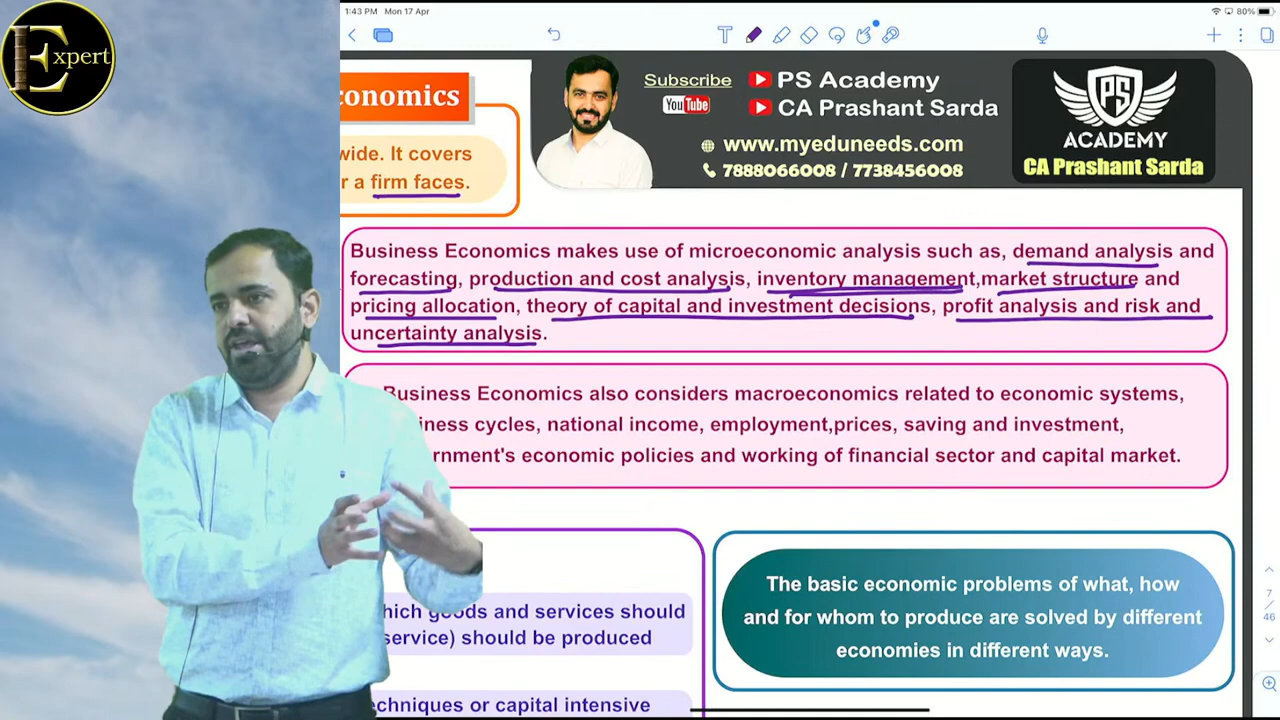 1:43 PM Mon 17 Apr
80%
Expert
T
conomics
wide. It covers
r a firm faces.
Subscribe
YouTube
PS Academy
CA Prashant Sarda
www.myeduneeds.com
7888066008 / 7738456008
PS
ACADEMY
CA Prashant Sarda
Business Economics makes use of microeconomic analysis such as, demand analysis and
forecasting, production and cost analysis, inventory management,market structure and
pricing allocation, theory of capital and investment decisions, profit analysis and risk and
uncertainty analysis.
Business Economics also considers macroeconomics related to economic systems,
iness cycles, national income, employment,prices, saving and investment,
ernment's economic policies and working of financial sector and capital market.
hich goods and services should
service) should be produced
echniques or capital intensive
The basic economic problems of what, how
and for whom to produce are solved by different
economies in different ways.
7
/
46